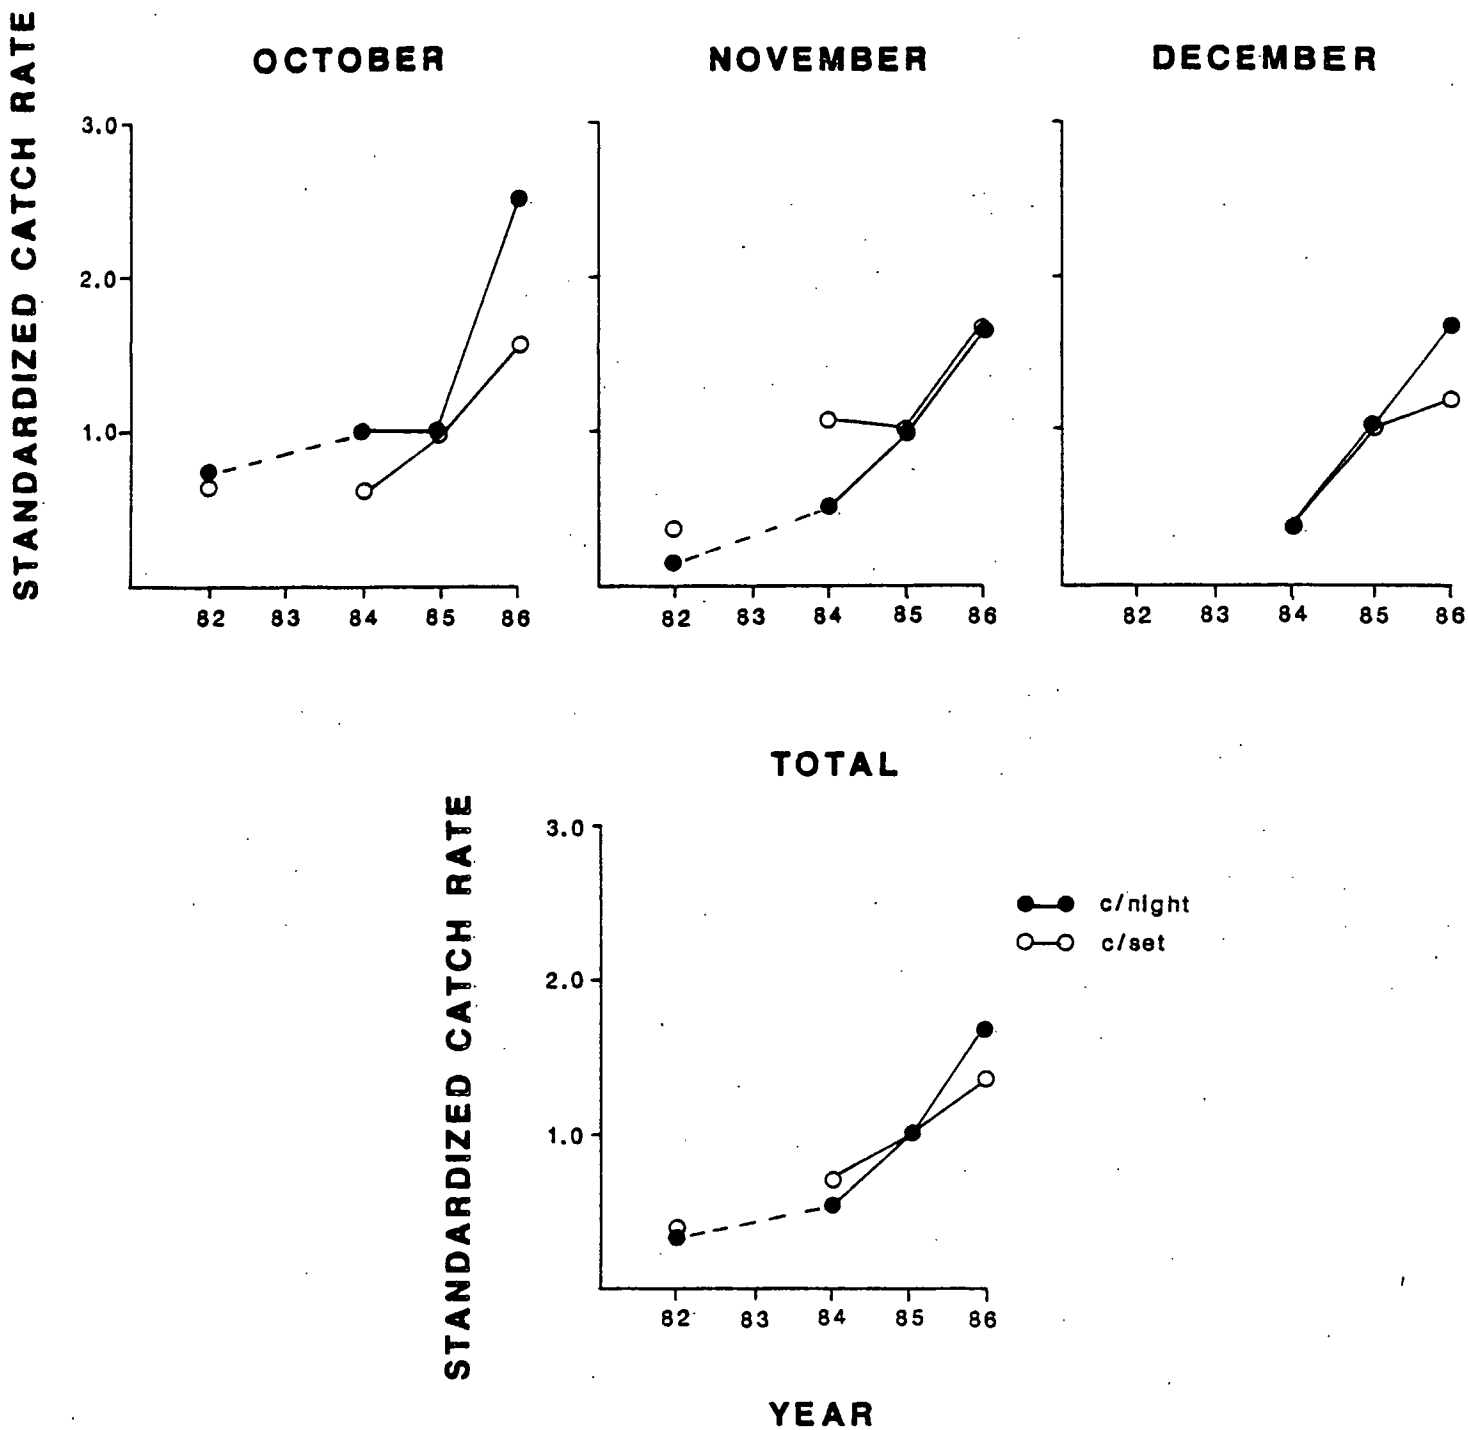 OCTOBER
NOVEMBER
DECEMBER
STANDARDIZED CATCH RATE
3.0
2.0
1.0
82 83 84 85 86
82 83 84 85 86
82 83 84 85 86
TOTAL
STANDARDIZED CATCH RATE
3.0
2.0
1.0
c/night
c/set
82 83 84 85 86
YEAR